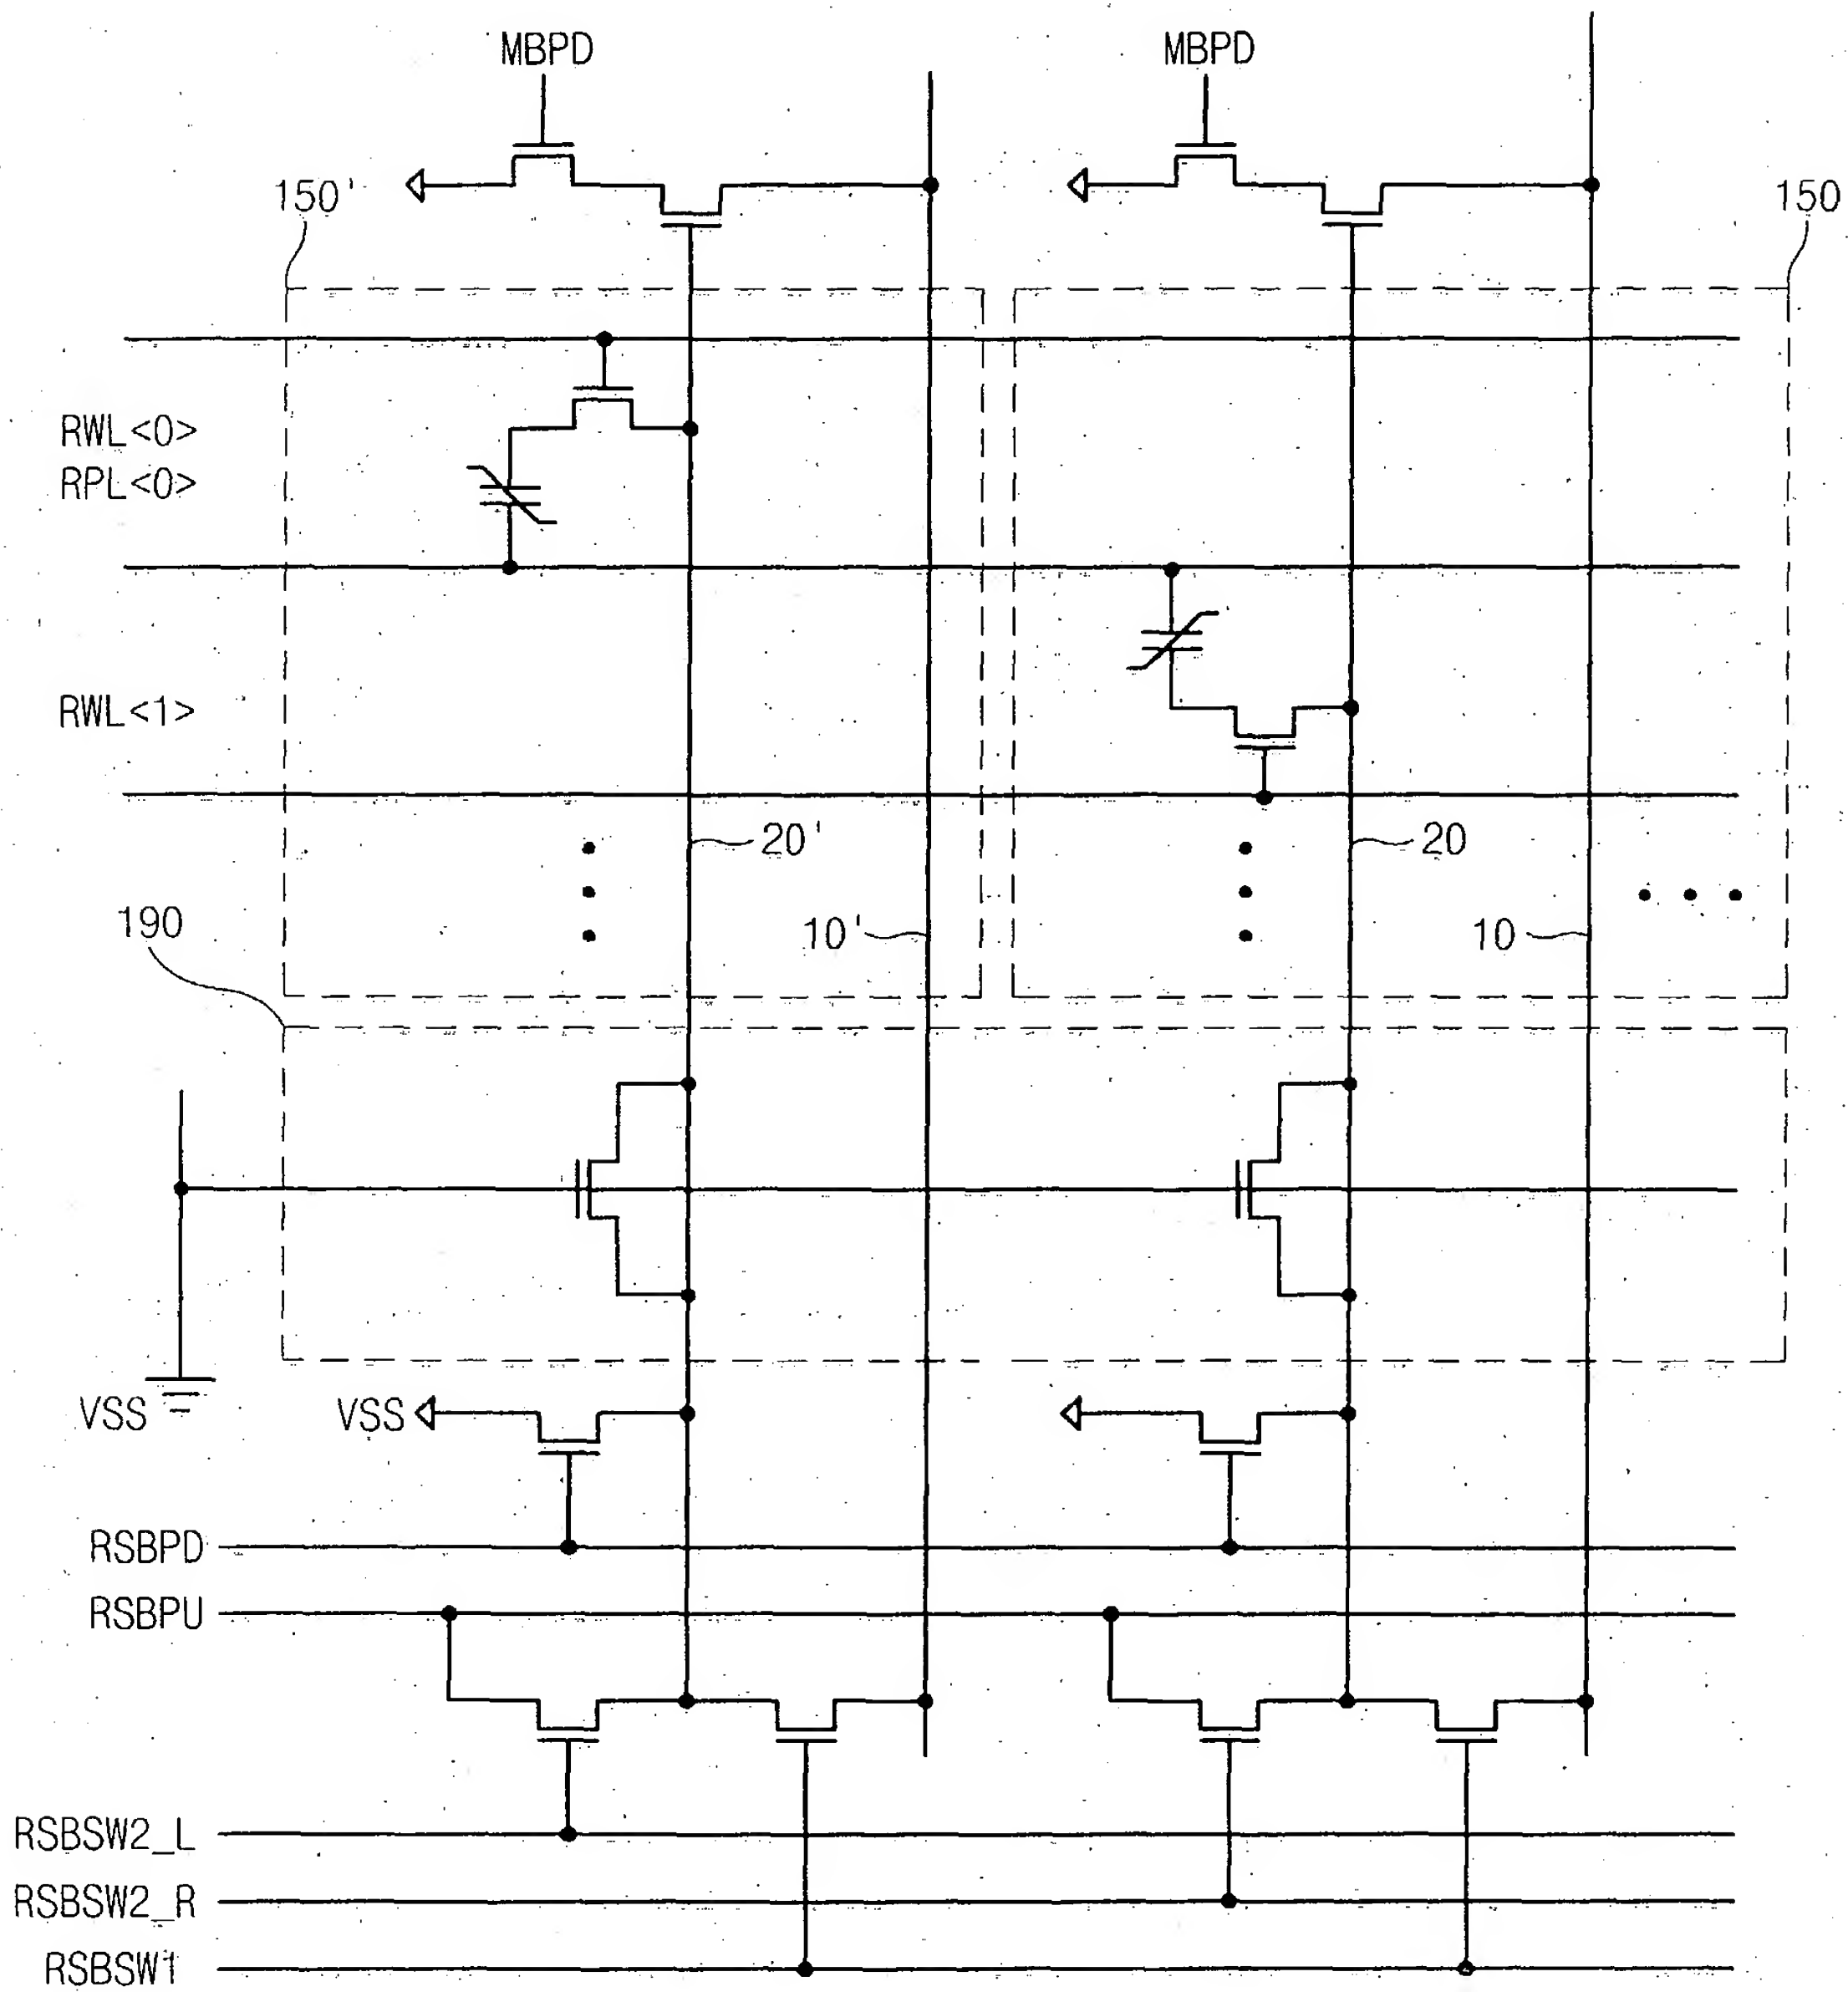 MBPD MBPD
150' 150
RWL<0>
RPL<0>
RWL<1>
20' 20
190 10' 10
VSS VSS
RSBPD
RSBPU
RSBSW2_L
RSBSW2_R
RSBSW1